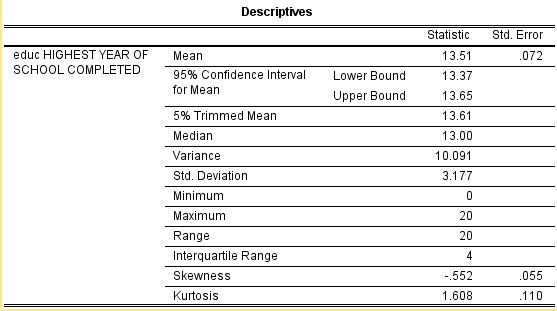 Descriptives
Statistic Std. Error
educ HIGHEST YEAR OF SCHOOL COMPLETED Mean 13.51 .072
95% Confidence Interval for Mean Lower Bound 13.37
Upper Bound 13.65
5% Trimmed Mean 13.61
Median 13.00
Variance 10.091
Std. Deviation 3.177
Minimum 0
Maximum 20
Range 20
Interquartile Range 4
Skewness -.552 .055
Kurtosis 1.608 .110